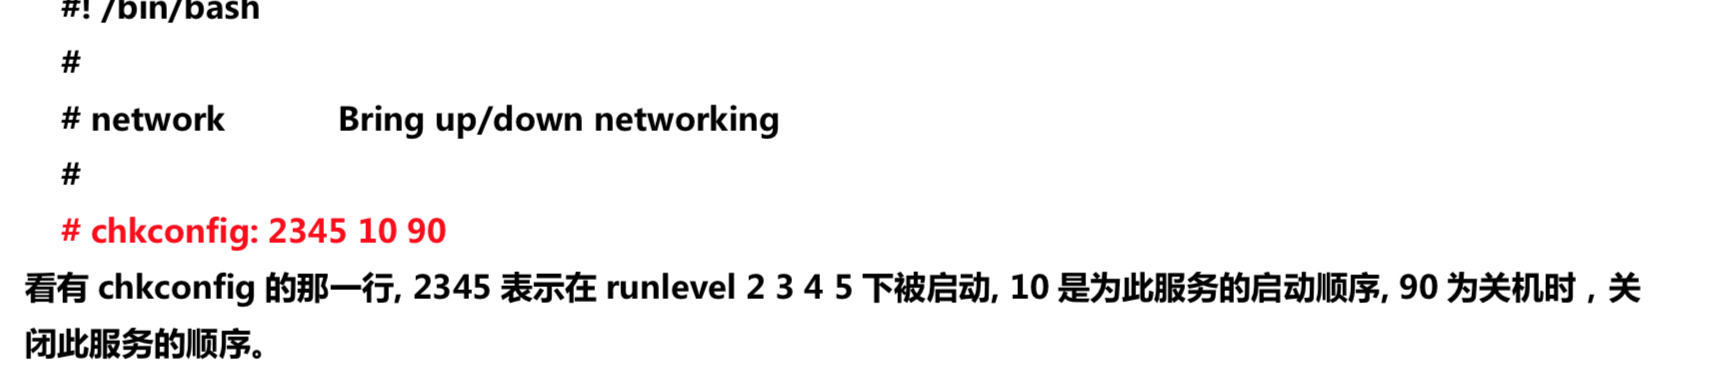 #! /bin/bash
#
# network Bring up/down networking
#
# chkconfig: 2345 10 90
看有 chkconfig 的那一行, 2345 表示在 runlevel 2 3 4 5 下被启动, 10 是为此服务的启动顺序, 90 为关机时，关
闭此服务的顺序。